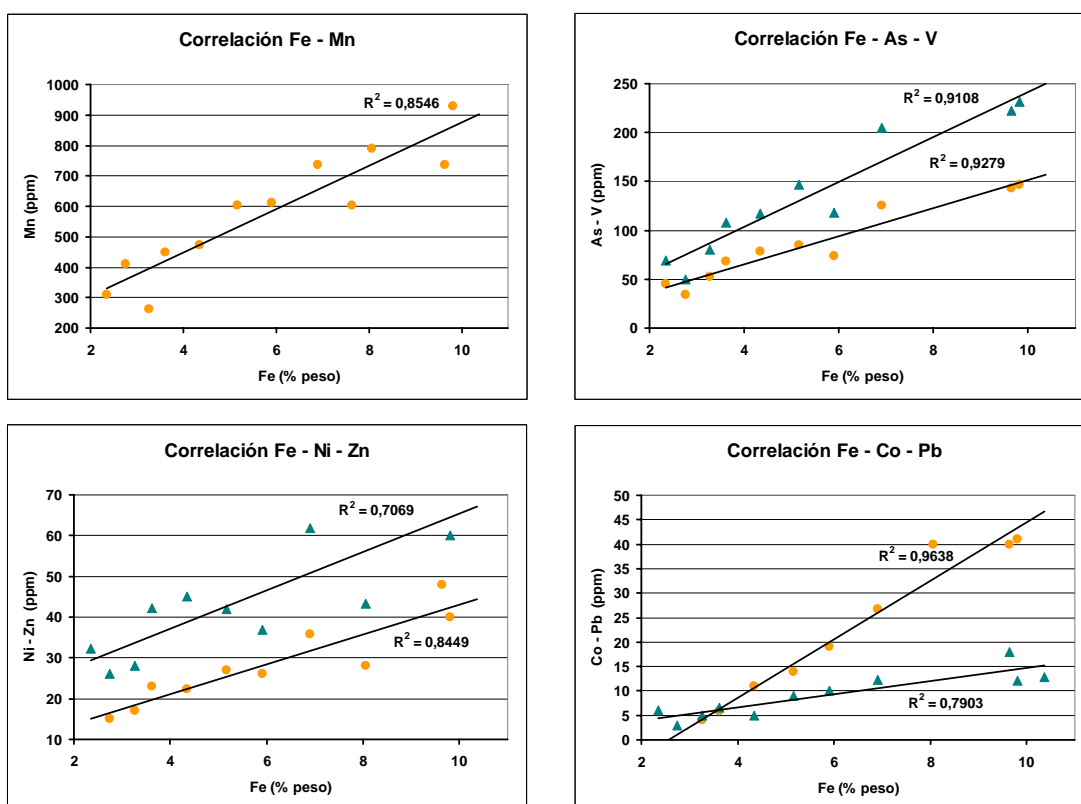 Correlación Fe - Mn
1000
900
800
700
600
500
400
300
200
Mn (ppm)
R² = 0,8546
2 4 6 8 10
Fe (% peso)
Correlación Fe - As - V
250
200
150
100
50
0
As - V (ppm)
R² = 0,9108
R² = 0,9279
2 4 6 8 10
Fe (% peso)
Correlación Fe - Ni - Zn
70
60
50
40
30
20
10
Ni - Zn (ppm)
R² = 0,7069
R² = 0,8449
2 4 6 8 10
Fe (% peso)
Correlación Fe - Co - Pb
50
45
40
35
30
25
20
15
10
5
0
Co - Pb (ppm)
R² = 0,9638
R² = 0,7903
2 4 6 8 10
Fe (% peso)